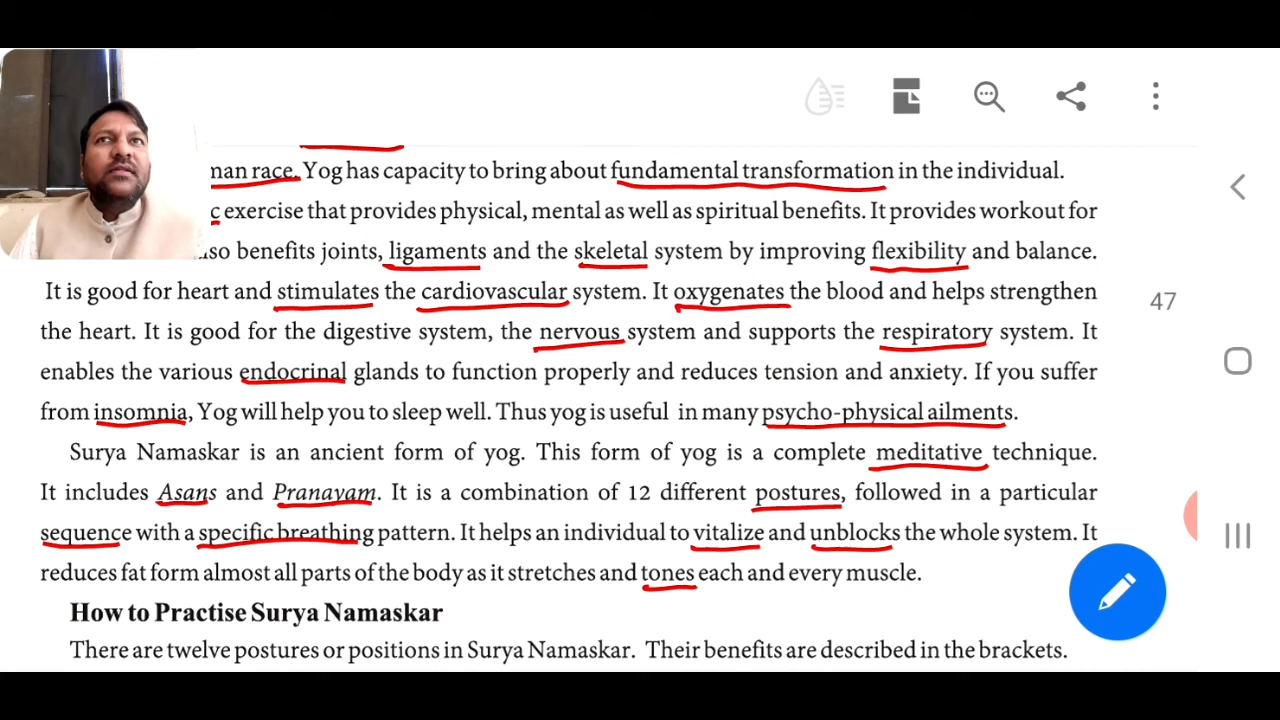 man race. Yog has capacity to bring about fundamental transformation in the individual.
c exercise that provides physical, mental as well as spiritual benefits. It provides workout for
so benefits joints, ligaments and the skeletal system by improving flexibility and balance.
It is good for heart and stimulates the cardiovascular system. It oxygenates the blood and helps strengthen
the heart. It is good for the digestive system, the nervous system and supports the respiratory system. It
enables the various endocrinal glands to function properly and reduces tension and anxiety. If you suffer
from insomnia, Yog will help you to sleep well. Thus yog is useful in many psycho-physical ailments.
Surya Namaskar is an ancient form of yog. This form of yog is a complete meditative technique.
It includes Asans and Pranayam. It is a combination of 12 different postures, followed in a particular
sequence with a specific breathing pattern. It helps an individual to vitalize and unblocks the whole system. It
reduces fat form almost all parts of the body as it stretches and tones each and every muscle.
How to Practise Surya Namaskar
There are twelve postures or positions in Surya Namaskar. Their benefits are described in the brackets.
47